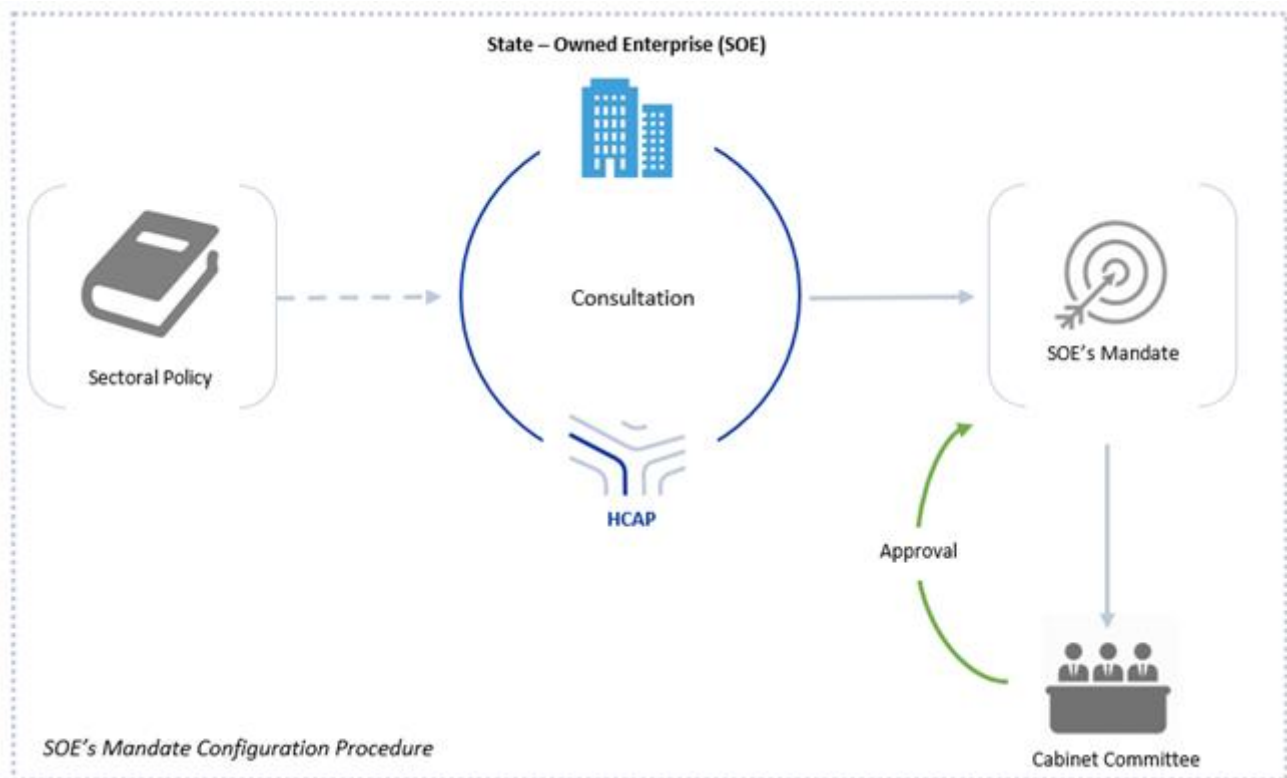 State – Owned Enterprise (SOE)
Consultation
Sectoral Policy
SOE's Mandate
HCAP
Approval
SOE's Mandate Configuration Procedure
Cabinet Committee